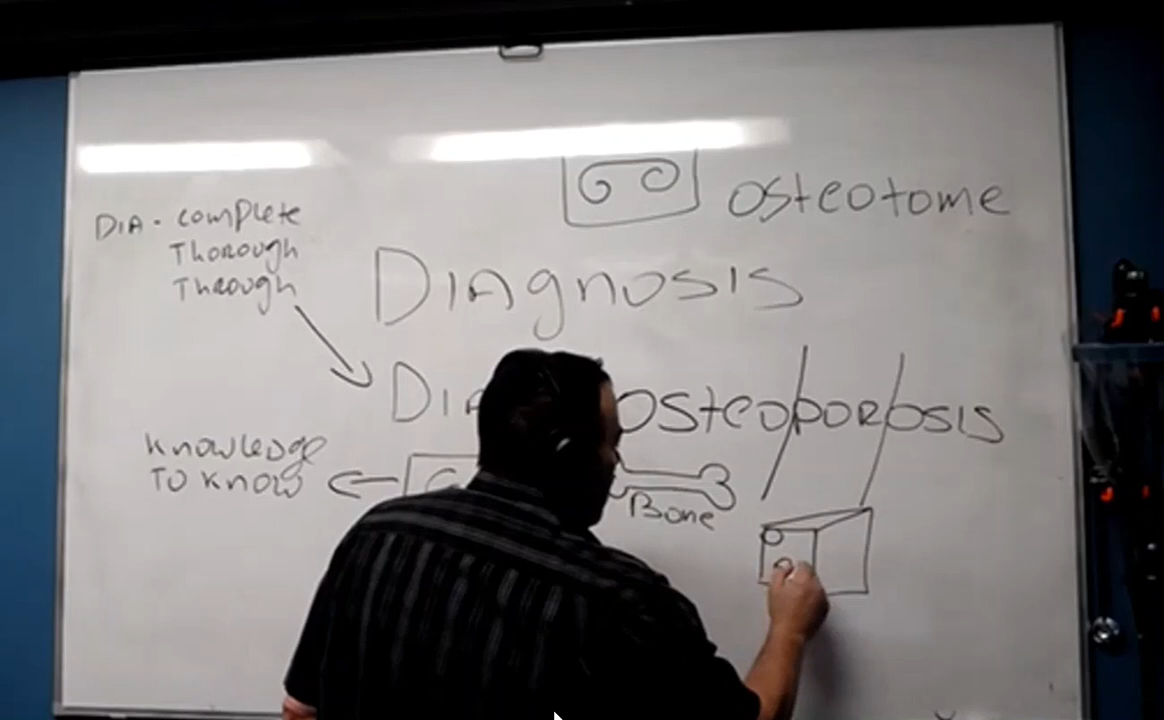 osteotome
DIA - complete
Thorough
Through
Diagnosis
osteoporosis
Knowledge
To Know
Bone